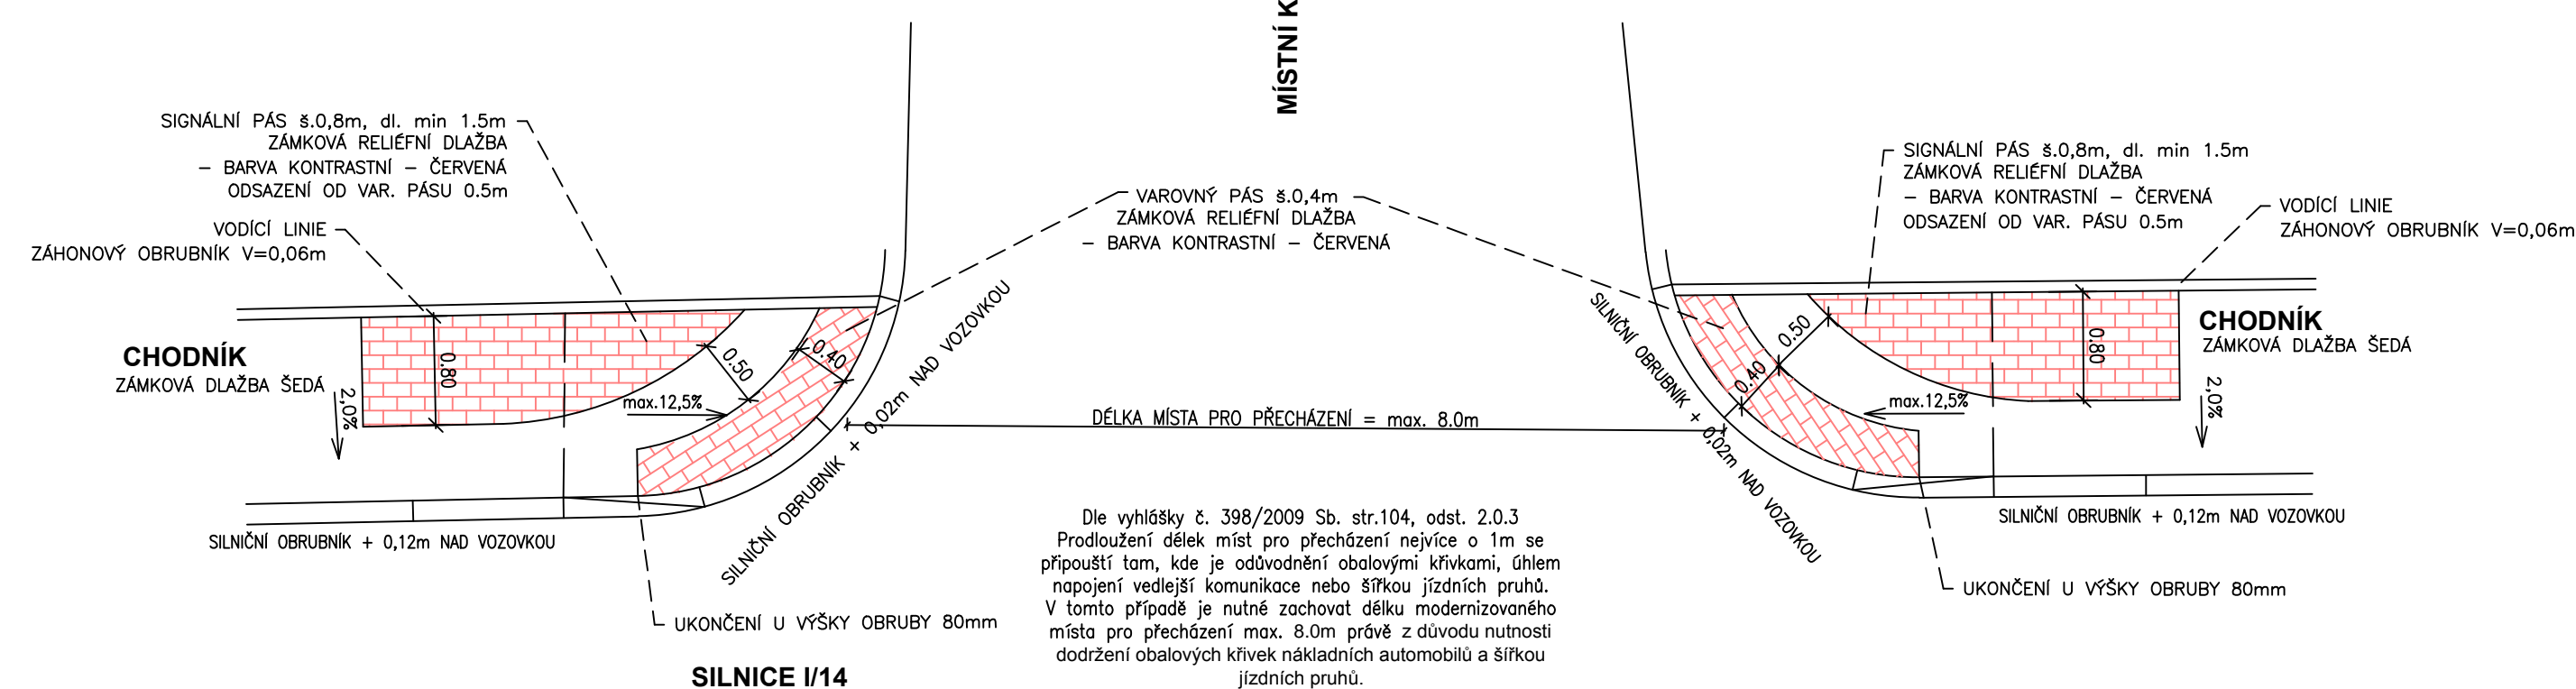 MÍSTNÍ K
SIGNÁLNÍ PÁS š.0,8m, dl. min 1.5m
ZÁMKOVÁ RELIÉFNÍ DLAŽBA
– BARVA KONTRASTNÍ – ČERVENÁ
ODSAZENÍ OD VAR. PÁSU 0.5m
VODÍCÍ LINIE
ZÁHONOVÝ OBRUBNÍK V=0,06m
VAROVNÝ PÁS š.0,4m
ZÁMKOVÁ RELIÉFNÍ DLAŽBA
– BARVA KONTRASTNÍ – ČERVENÁ
SIGNÁLNÍ PÁS š.0,8m, dl. min 1.5m
ZÁMKOVÁ RELIÉFNÍ DLAŽBA
– BARVA KONTRASTNÍ – ČERVENÁ
ODSAZENÍ OD VAR. PÁSU 0.5m
VODÍCÍ LINIE
ZÁHONOVÝ OBRUBNÍK V=0,06m
CHODNÍK
ZÁMKOVÁ DLAŽBA ŠEDÁ
2,0%
0.80
0.50
0.40
max.12,5%
SILNIČNÍ OBRUBNÍK + 0,02m NAD VOZOVKOU
DÉLKA MÍSTA PRO PŘECHÁZENÍ = max. 8.0m
SILNIČNÍ OBRUBNÍK + 0,02m NAD VOZOVKOU
0.50
0.40
max.12,5%
0.80
CHODNÍK
ZÁMKOVÁ DLAŽBA ŠEDÁ
2,0%
SILNIČNÍ OBRUBNÍK + 0,12m NAD VOZOVKOU
SILNIČNÍ OBRUBNÍK + 0,12m NAD VOZOVKOU
UKONČENÍ U VÝŠKY OBRUBY 80mm
UKONČENÍ U VÝŠKY OBRUBY 80mm
Dle vyhlášky č. 398/2009 Sb. str.104, odst. 2.0.3
Prodloužení délek míst pro přecházení nejvíce o 1m se
připouští tam, kde je odůvodnění obalovými křivkami, úhlem
napojení vedlejší komunikace nebo šířkou jízdních pruhů.
V tomto případě je nutné zachovat délku modernizovaného
místa pro přecházení max. 8.0m právě z důvodu nutnosti
dodržení obalových křivek nákladních automobilů a šířkou
jízdních pruhů.
SILNICE I/14